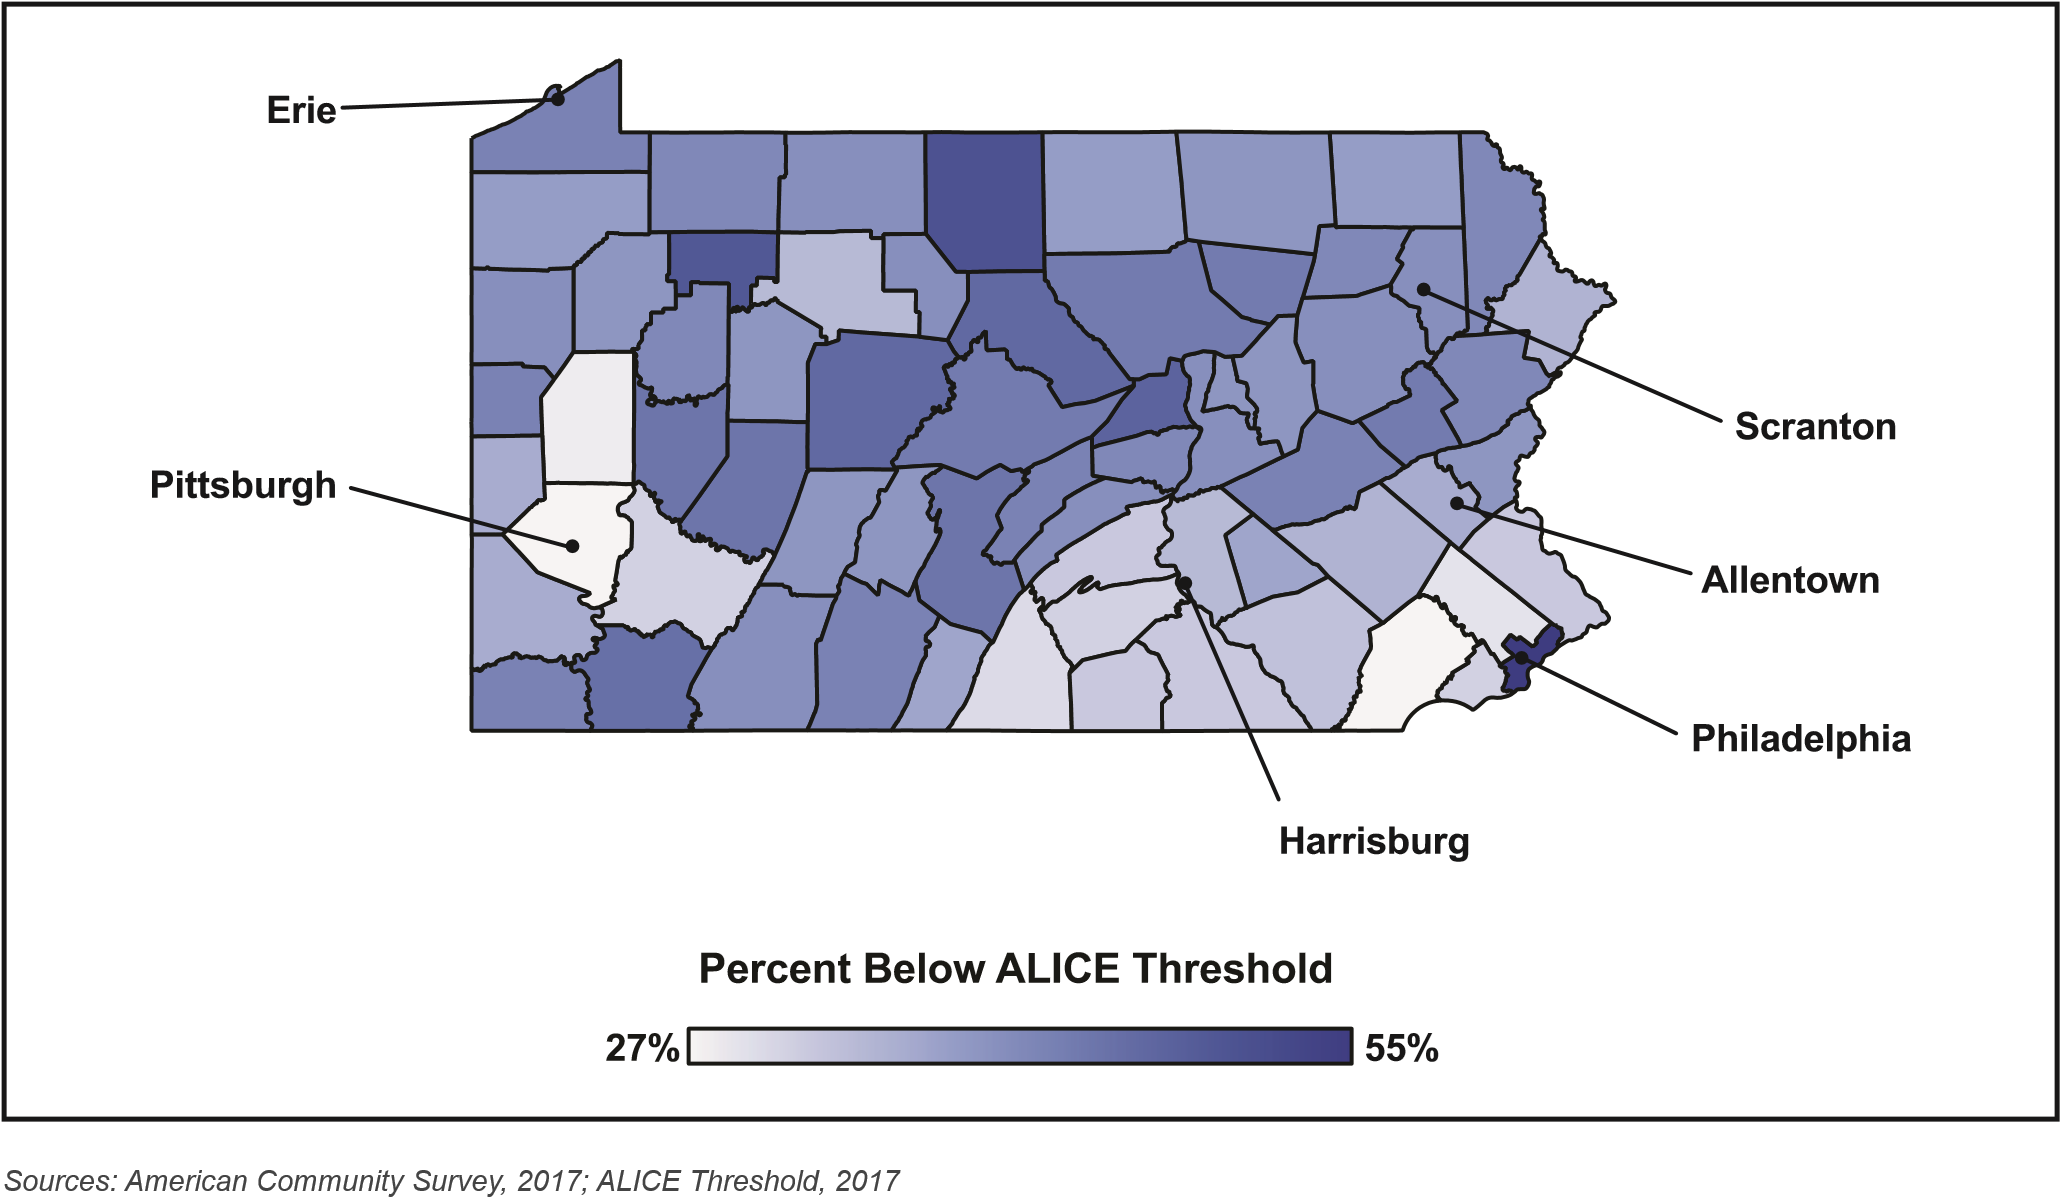 Erie
Scranton
Pittsburgh
Allentown
Philadelphia
Harrisburg
Percent Below ALICE Threshold
27% 55%
Sources: American Community Survey, 2017; ALICE Threshold, 2017